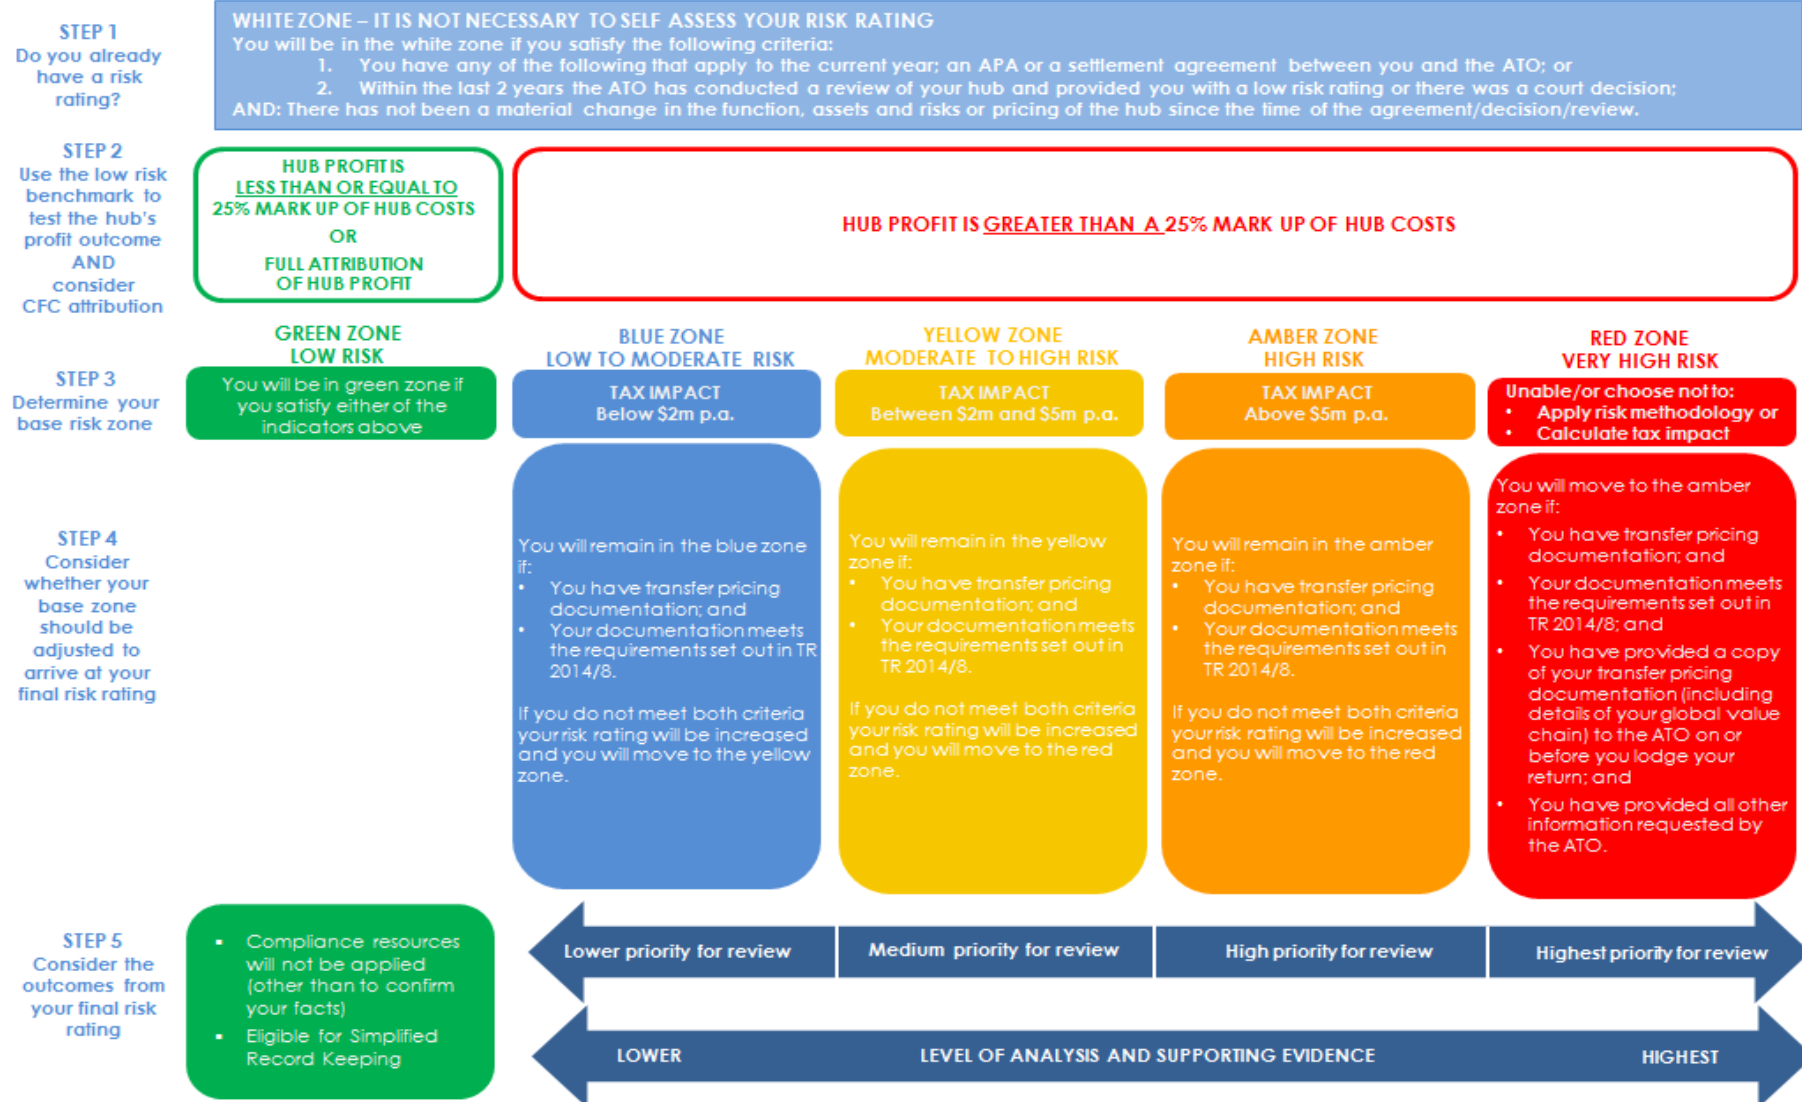 STEP 1
Do you already
have a risk
rating?
WHITE ZONE – IT IS NOT NECESSARY TO SELF ASSESS YOUR RISK RATING
You will be in the white zone if you satisfy the following criteria:
1. You have any of the following that apply to the current year; an APA or a settlement agreement between you and the ATO; or
2. Within the last 2 years the ATO has conducted a review of your hub and provided you with a low risk rating or there was a court decision;
AND: There has not been a material change in the function, assets and risks or pricing of the hub since the time of the agreement/decision/review.
STEP 2
Use the low risk
benchmark to
test the hub's
profit outcome
AND
consider
CFC attribution
HUB PROFIT IS
LESS THAN OR EQUAL TO
25% MARK UP OF HUB COSTS
OR
FULL ATTRIBUTION
OF HUB PROFIT
HUB PROFIT IS GREATER THAN A 25% MARK UP OF HUB COSTS
GREEN ZONE
LOW RISK
BLUE ZONE
LOW TO MODERATE RISK
YELLOW ZONE
MODERATE TO HIGH RISK
AMBER ZONE
HIGH RISK
RED ZONE
VERY HIGH RISK
STEP 3
Determine your
base risk zone
You will be in green zone if
you satisfy either of the
indicators above
TAX IMPACT
Below $2m p.a.
TAX IMPACT
Between $2m and $5m p.a.
TAX IMPACT
Above $5m p.a.
Unable/or choose not to:
• Apply risk methodology or
• Calculate tax impact
STEP 4
Consider
whether your
base zone
should be
adjusted to
arrive at your
final risk rating
You will remain in the blue zone
if:
• You have transfer pricing
documentation; and
• Your documentation meets
the requirements set out in TR
2014/8.
If you do not meet both criteria
your risk rating will be increased
and you will move to the yellow
zone.
You will remain in the yellow
zone if:
• You have transfer pricing
documentation; and
• Your documentation meets
the requirements set out in
TR 2014/8.
If you do not meet both criteria
your risk rating will be increased
and you will move to the red
zone.
You will remain in the amber
zone if:
• You have transfer pricing
documentation; and
• Your documentation meets
the requirements set out in
TR 2014/8.
If you do not meet both criteria
your risk rating will be increased
and you will move to the red
zone.
You will move to the amber
zone if:
• You have transfer pricing
documentation; and
• Your documentation meets
the requirements set out in
TR 2014/8; and
• You have provided a copy
of your transfer pricing
documentation (including
details of your global value
chain) to the ATO on or
before you lodge your
return; and
• You have provided all other
information requested by
the ATO.
STEP 5
Consider the
outcomes from
your final risk
rating
▪ Compliance resources
will not be applied
(other than to confirm
your facts)
▪ Eligible for Simplified
Record Keeping
Lower priority for review
Medium priority for review
High priority for review
Highest priority for review
LOWER
LEVEL OF ANALYSIS AND SUPPORTING EVIDENCE
HIGHEST